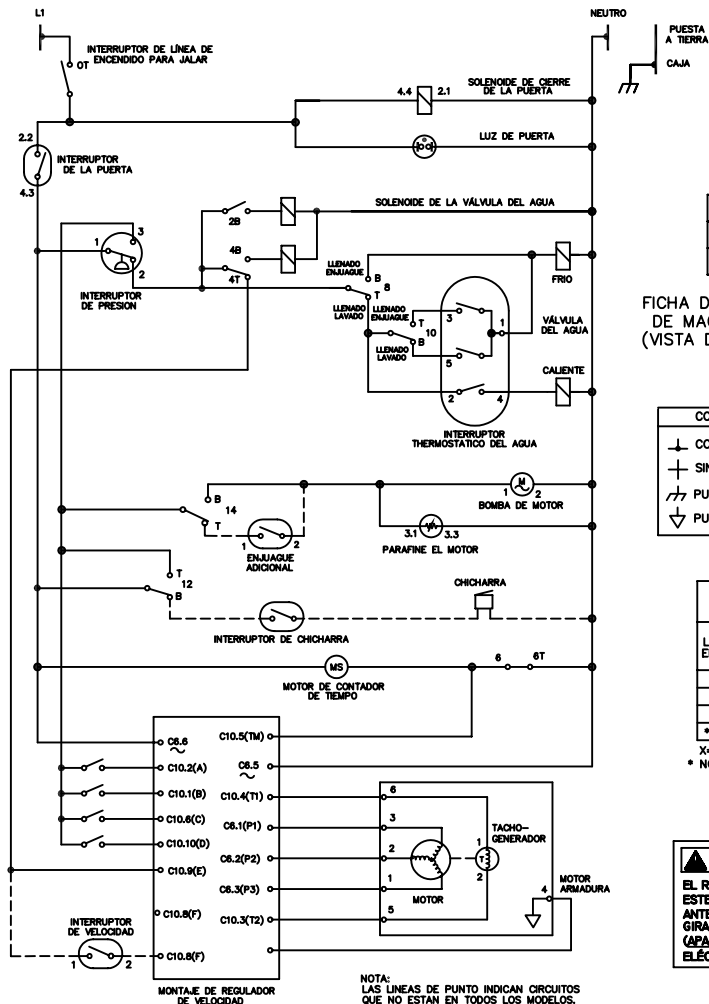 L1
NEUTRO
PUESTA
A TIERRA
CAJA
INTERRUPTOR DE LÍNEA DE
ENCENDIDO PARA JALAR
OT
SOLENOIDE DE CIERRE
DE LA PUERTA
4.4
2.1
LUZ DE PUERTA
2.2
INTERRUPTOR
DE LA PUERTA
4.3
SOLENOIDE DE LA VÁLVULA DEL AGUA
2B
3
1
2
INTERRUPTOR
DE PRESION
4B
4T
LLENADO
ENJUAGUE
B
8
T
LLENADO
LAVADO
FRIO
LLENADO
ENJUAGUE
T
10
B
LLENADO
LAVADO
3
1
5
2
4
VÁLVULA
DEL AGUA
CALIENTE
INTERRUPTOR
THERMOSTATICO DEL AGUA
FICHA D
DE MAC
(VISTA D
CO
CO
SIN
PU
PU
B
14
T
1
2
ENJUAGUE
ADICIONAL
M
1
2
BOMBA DE MOTOR
3.1
3.3
PARAFINE EL MOTOR
T
12
B
INTERRUPTOR DE CHICHARRA
CHICHARRA
MS
MOTOR DE CONTADOR
DE TIEMPO
6
6T
L
E
*
X=
* NO
C6.6
C10.2(A)
C10.1(B)
C10.6(C)
C10.10(D)
C10.9(E)
C10.8(F)
C10.8(F)
C10.5(TM)
C6.5
C10.4(T1)
C6.1(P1)
C6.2(P2)
C6.3(P3)
C10.3(T2)
6
3
2
1
5
MOTOR
TACHO-
GENERADOR
1
T
2
4
MOTOR
ARMADURA
INTERRUPTOR
DE VELOCIDAD
1
2
MONTAJE DE REGULADOR
DE VELOCIDAD
NOTA:
LAS LINEAS DE PUNTO INDICAN CIRCUITOS
QUE NO ESTAN EN TODOS LOS MODELOS.
EL R
ESTE
ANTE
GIRA
(APA
ELÉC